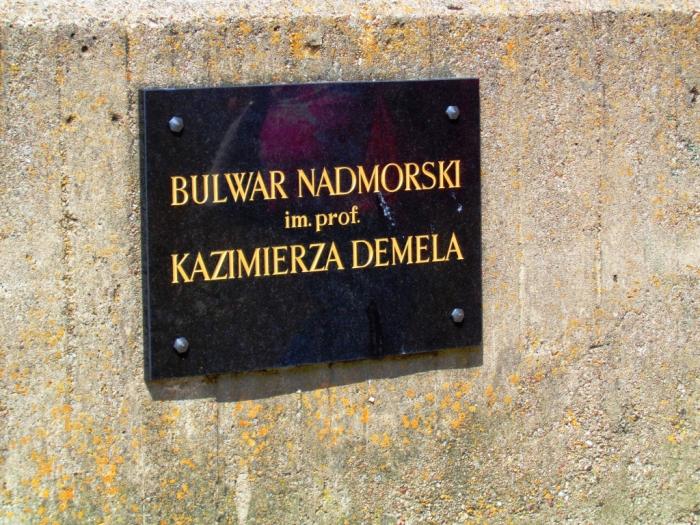 BULWAR NADMORSKI
im. prof.
KAZIMIERZA DEMELA